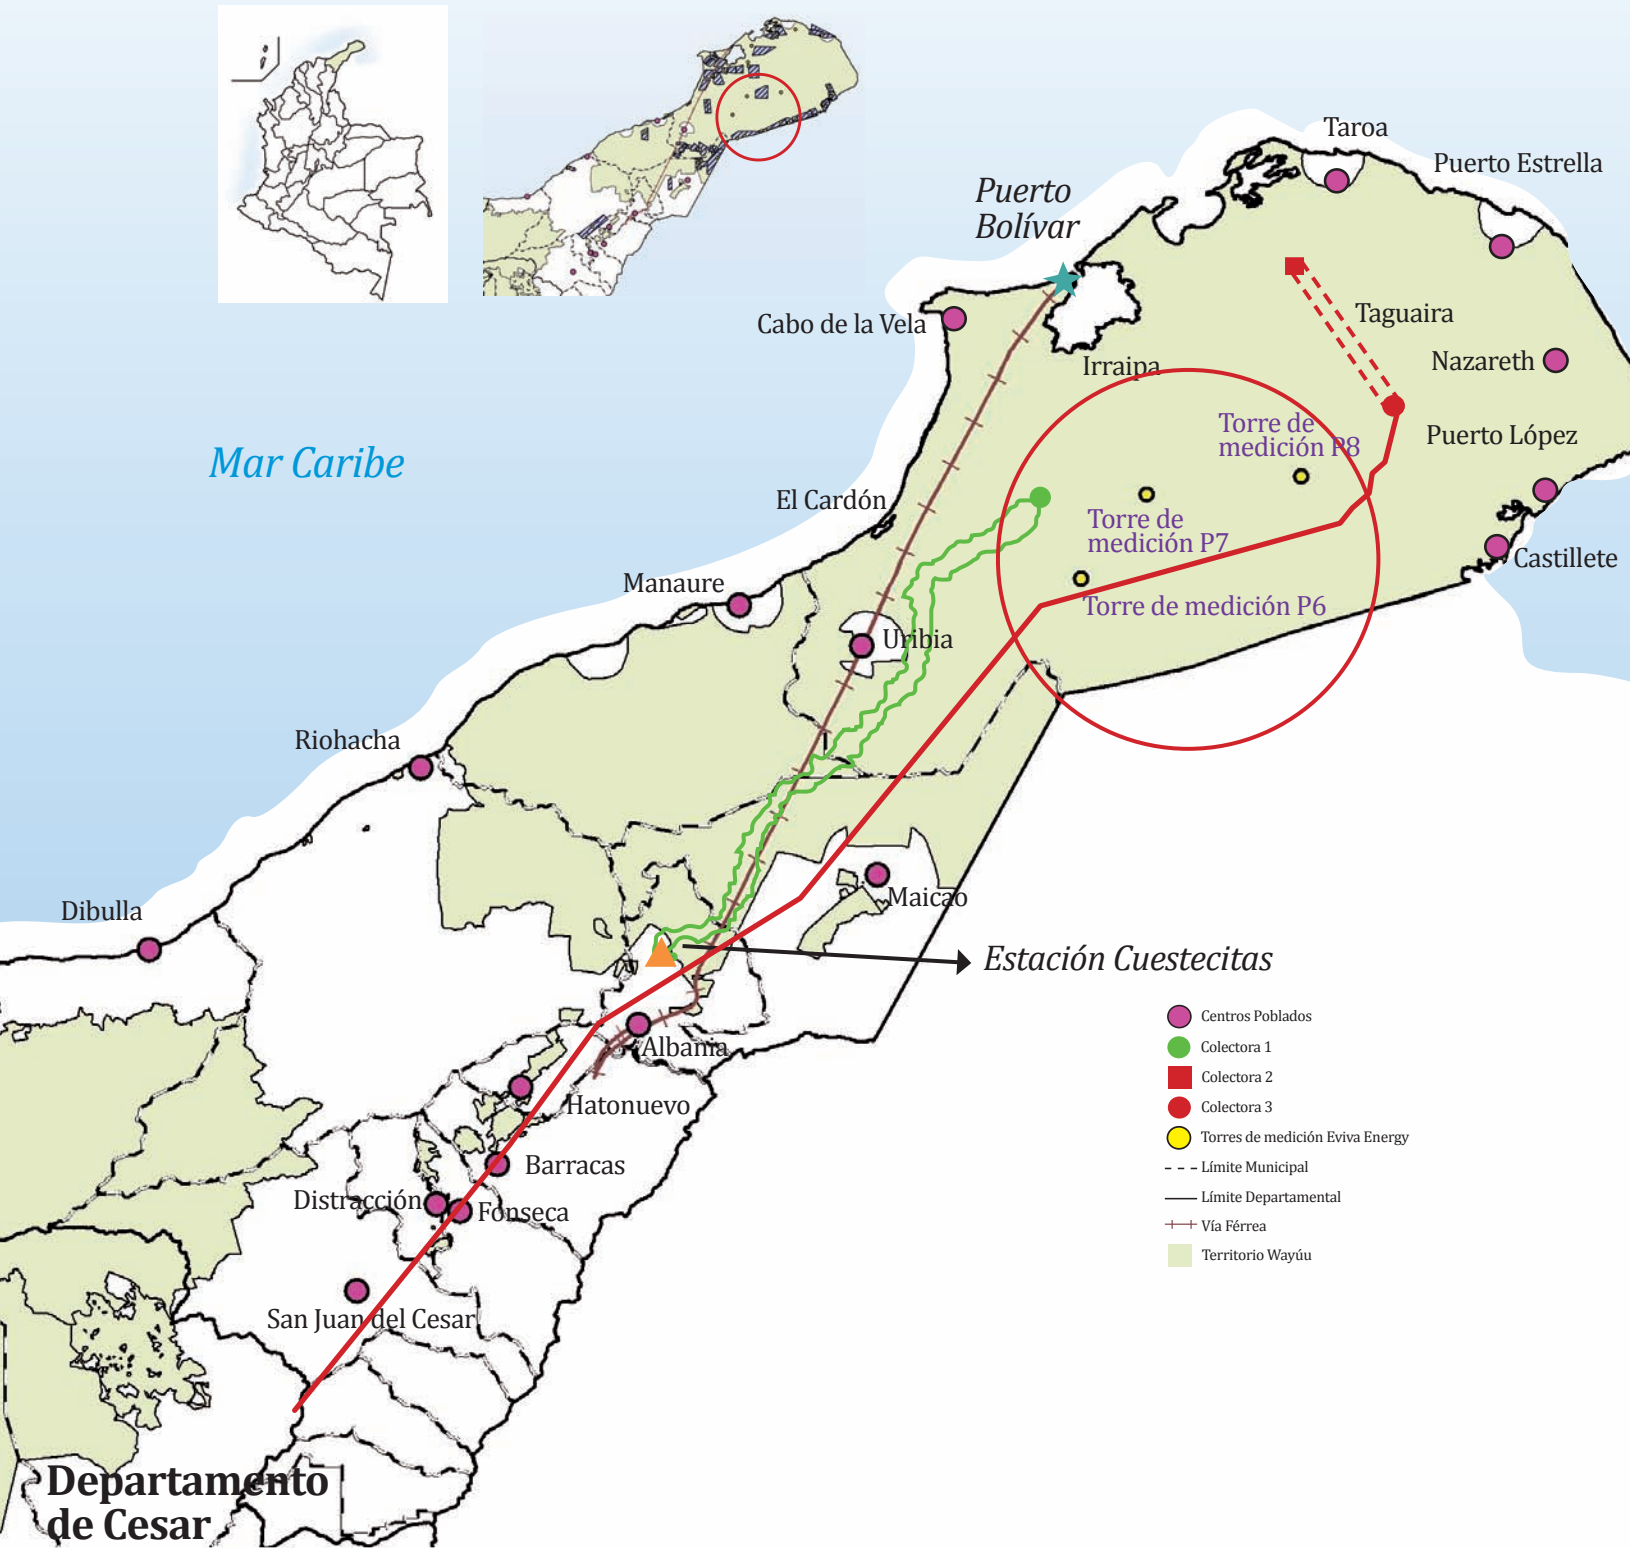 Taroa
Puerto Estrella
Puerto
Bolívar
Cabo de la Vela
Taguaira
Nazareth
Irraipa
Torre de
medición P8
Puerto López
Mar Caribe
El Cardón
Torre de
medición P7
Castillete
Manaure
Torre de medición P6
Uribia
Riohacha
Maicao
Dibulla
Estación Cuestecitas
Albania
Hatonuevo
Barracas
Distracción
Fonseca
San Juan del Cesar
Departamento
de Cesar
Centros Poblados
Colectora 1
Colectora 2
Colectora 3
Torres de medición Eviva Energy
Límite Municipal
Límite Departamental
Vía Férrea
Territorio Wayúu